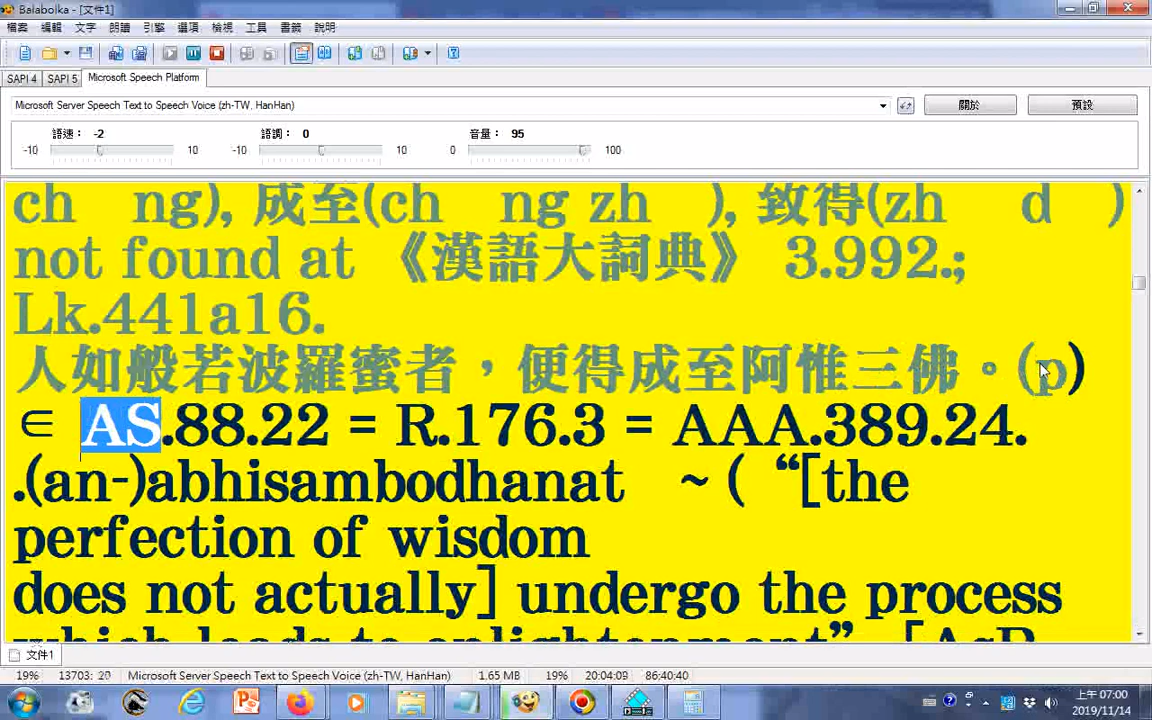 Balabolka - [文件1]
檔案 編輯 文字 朗讀 引擎 選項 檢視 工具 書籤 說明
SAPI 4 SAPI 5 Microsoft Speech Platform
Microsoft Server Speech Text to Speech Voice (zh-TW, HanHan) 關於 預設
語速： -2 語調： 0 音量： 95
-10 10 -10 10 0 100
ch ng), 成至(ch ng zh ), 致得(zh d )
not found at 《漢語大詞典》 3.992.;
Lk.441a16.
人如般若波羅蜜者，便得成至阿惟三佛。(p)
∈ AS.88.22 = R.176.3 = AAA.389.24.
.(an-)abhisambodhanat ~ ( “[the
perfection of wisdom
does not actually] undergo the process
which leads to enlightenment” [AsP
文件1
19% 13703: 20 Microsoft Server Speech Text to Speech Voice (zh-TW, HanHan) 1.65 MB 19% 20:04:09 86:40:40
上午 07:00
2019/11/14